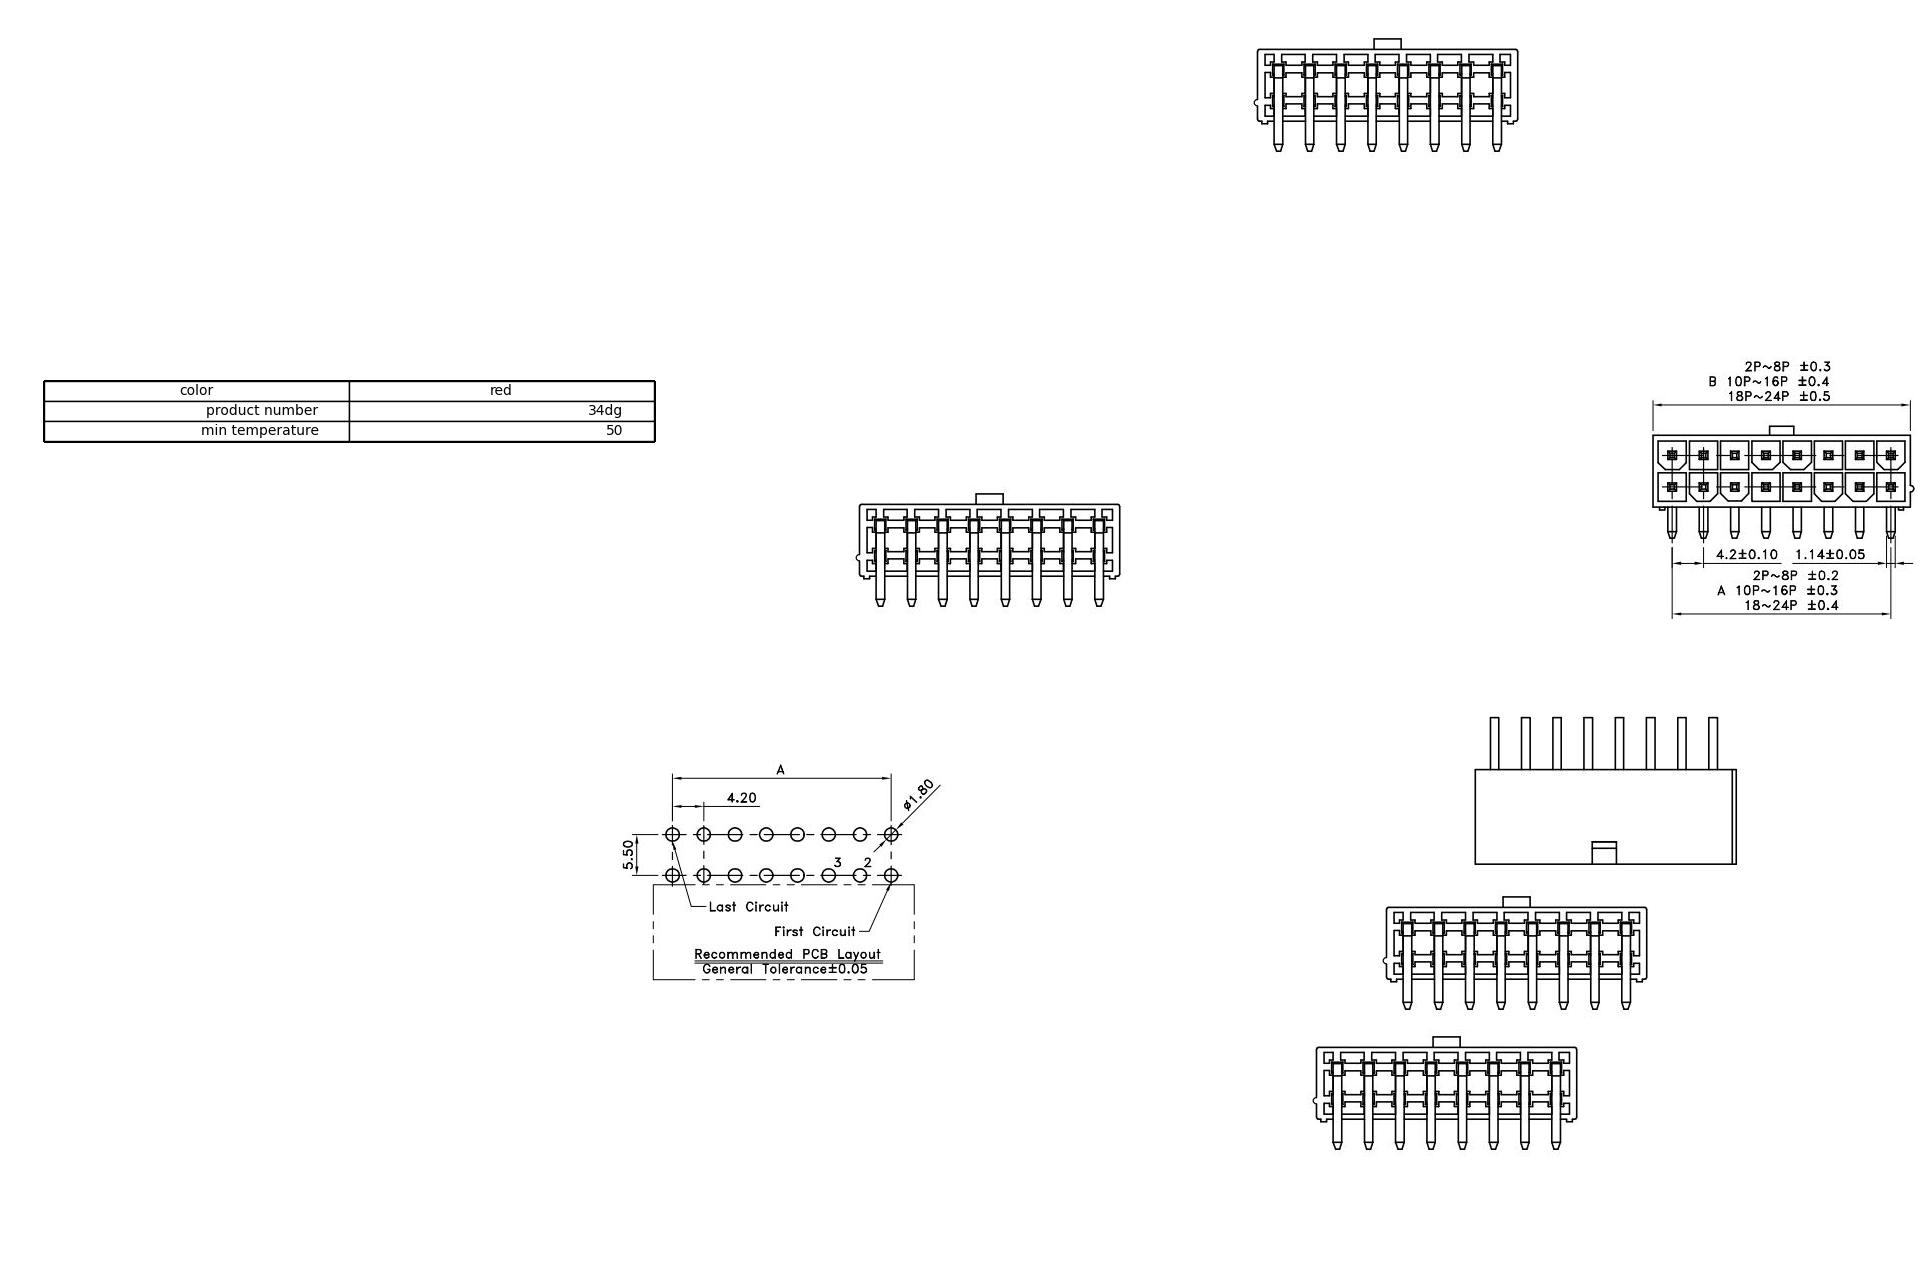 2P~8P ±0.3
B 10P~16P ±0.4
18P~24P ±0.5
color red
product number 34dg
min temperature 50
4.2±0.10 1.14±0.05
2P~8P ±0.2
A 10P~16P ±0.3
18~24P ±0.4
A
4.20
ø1.80
5.50
3 2
Last Circuit
First Circuit
Recommended PCB Layout
General Tolerance±0.05